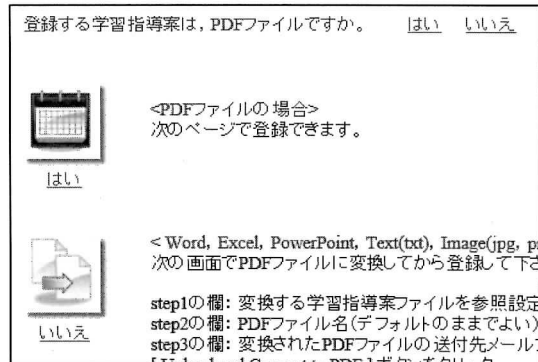 登録する学習指導案は，PDFファイルですか。 はい いいえ
<PDFファイルの場合>
次のページで登録できます。
はい
< Word, Excel, PowerPoint, Text(txt), Image(jpg,
次の画面でPDFファイルに変換してから登録して下
step1の欄: 変換する学習指導案ファイルを参照設定
step2の欄: PDFファイル名(デフォルトのままでよい)
いいえ
step3の欄: 変換されたPDFファイルの送付先メール